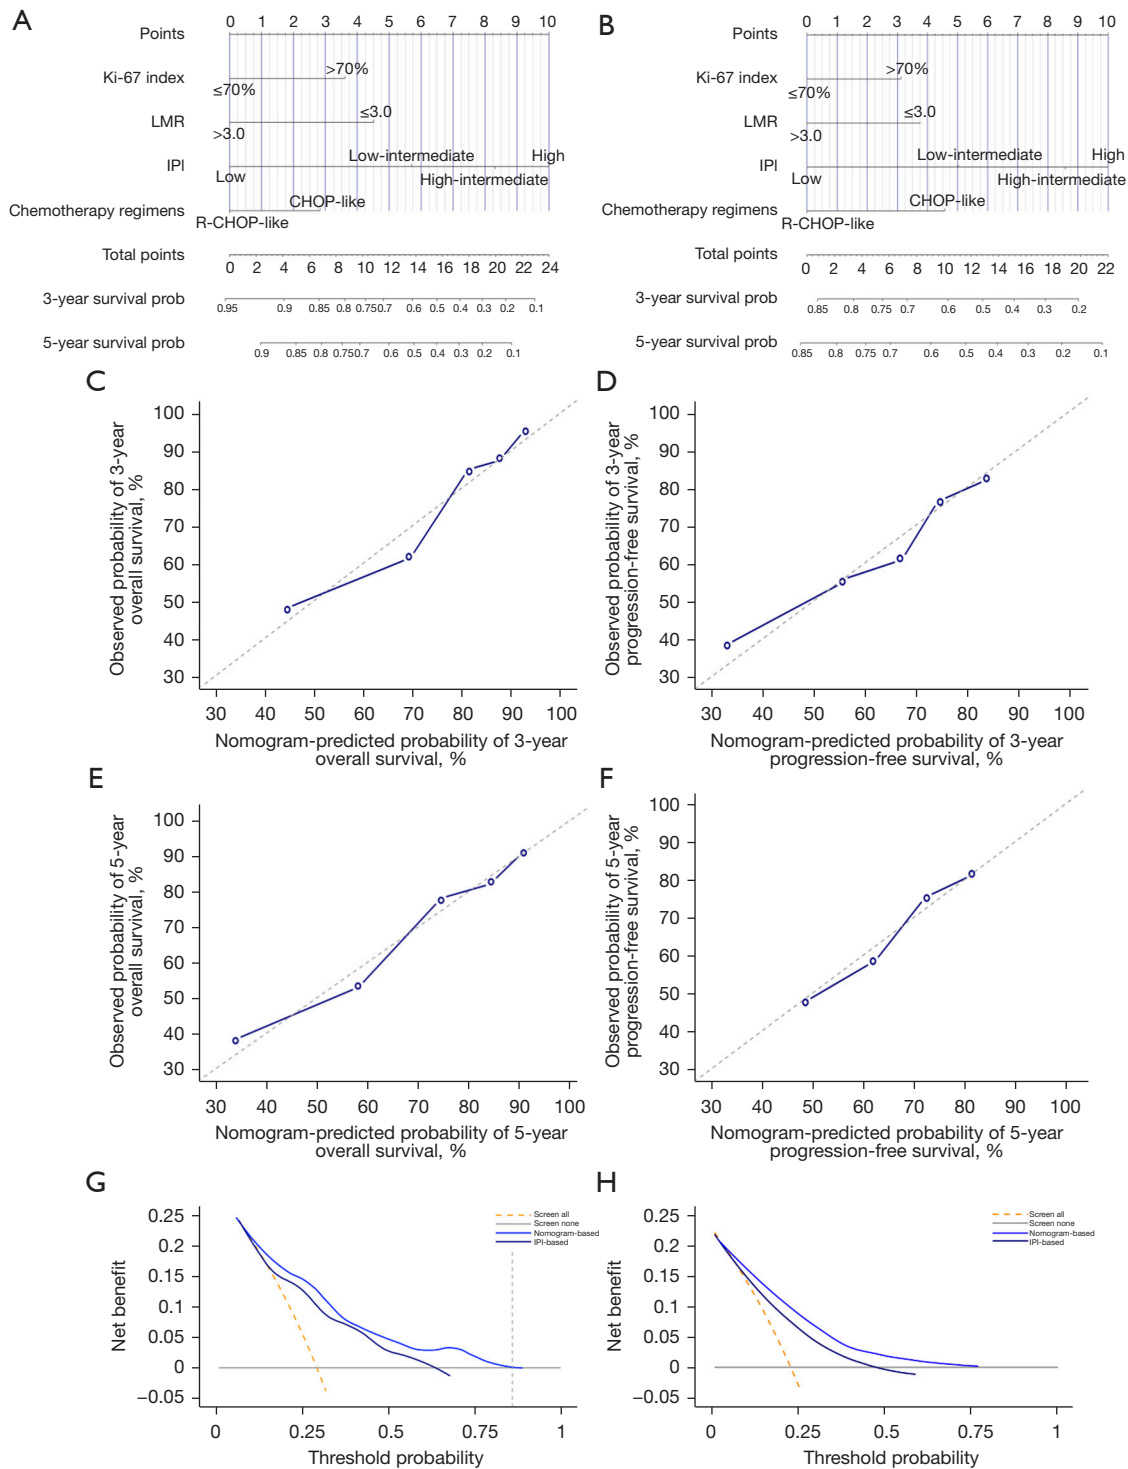 A
0 1 2 3 4 5 6 7 8 9 10
Points
Ki-67 index
>70%
≤70%
LMR
≤3.0
>3.0
IPI
Low-intermediate
High
Low
High-intermediate
Chemotherapy regimens
CHOP-like
R-CHOP-like
Total points
0 2 4 6 8 10 12 14 16 18 20 22 24
3-year survival prob
0.95 0.9 0.85 0.8 0.75 0.7 0.6 0.5 0.4 0.3 0.2 0.1
5-year survival prob
0.9 0.85 0.8 0.75 0.7 0.6 0.5 0.4 0.3 0.2 0.1
B
0 1 2 3 4 5 6 7 8 9 10
Points
Ki-67 index
>70%
≤70%
LMR
≤3.0
>3.0
IPI
Low-intermediate
High
Low
High-intermediate
Chemotherapy regimens
CHOP-like
R-CHOP-like
Total points
0 2 4 6 8 10 12 14 16 18 20 22
3-year survival prob
0.85 0.8 0.75 0.7 0.6 0.5 0.4 0.3 0.2
5-year survival prob
0.85 0.8 0.75 0.7 0.6 0.5 0.4 0.3 0.2 0.1
C
Observed probability of 3-year
overall survival, %
100
90
80
70
60
50
40
30
30 40 50 60 70 80 90 100
Nomogram-predicted probability of 3-year
overall survival, %
D
Observed probability of 3-year
progression-free survival, %
100
90
80
70
60
50
40
30
30 40 50 60 70 80 90 100
Nomogram-predicted probability of 3-year
progression-free survival, %
E
Observed probability of 5-year
overall survival, %
100
90
80
70
60
50
40
30
30 40 50 60 70 80 90 100
Nomogram-predicted probability of 5-year
overall survival, %
F
Observed probability of 5-year
progression-free survival, %
100
90
80
70
60
50
40
30
30 40 50 60 70 80 90 100
Nomogram-predicted probability of 5-year
progression-free survival, %
G
Net benefit
0.25
0.2
0.15
0.1
0.05
0
−0.05
Screen all
Screen none
Nomogram-based
IPI-based
0 0.25 0.5 0.75 1
Threshold probability
H
Net benefit
0.25
0.2
0.15
0.1
0.05
0
−0.05
Screen all
Screen none
Nomogram-based
IPI-based
0 0.25 0.5 0.75 1
Threshold probability